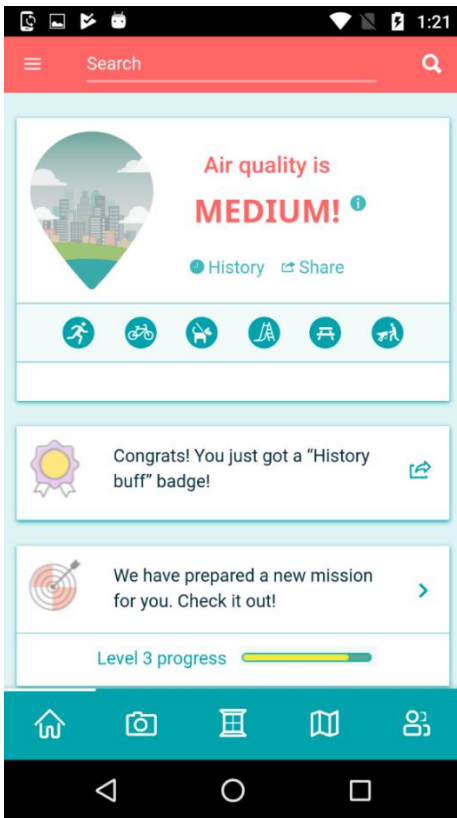 1:21
Search
Air quality is
MEDIUM!
History Share
Congrats! You just got a “History
buff” badge!
We have prepared a new mission
for you. Check it out!
Level 3 progress